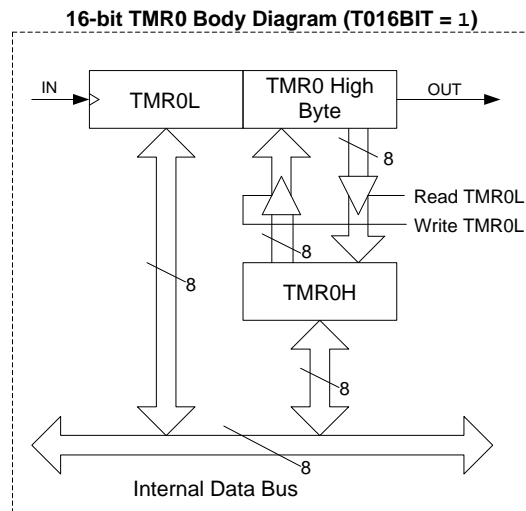 16-bit TMR0 Body Diagram (T016BIT = 1)
IN
TMR0L
TMR0 High
Byte
OUT
8
Read TMR0L
Write TMR0L
8
8
TMR0H
8
8
Internal Data Bus